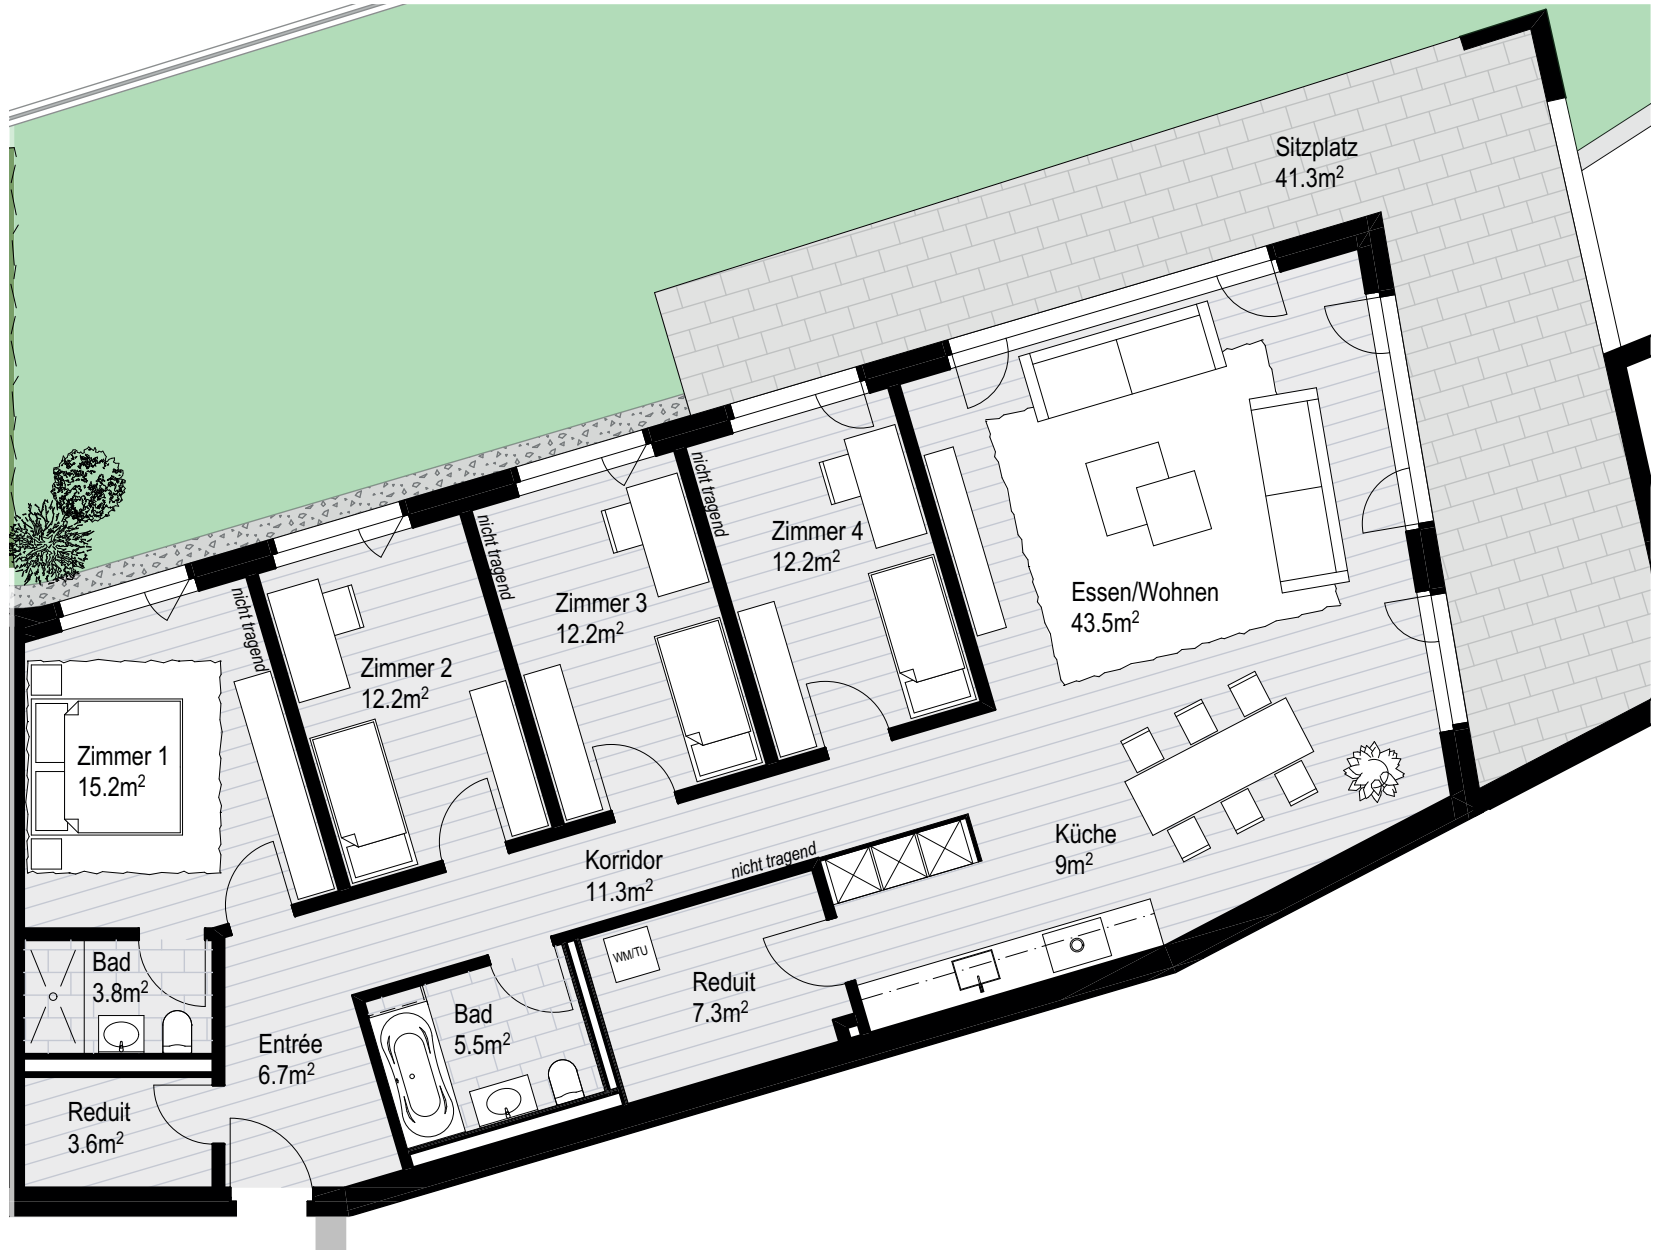 Sitzplatz
41.3m²
nicht tragend
Zimmer 4
12.2m²
nicht tragend
Zimmer 3
12.2m²
Essen/Wohnen
43.5m²
nicht tragend
Zimmer 2
12.2m²
Zimmer 1
15.2m²
Küche
9m²
Korridor
11.3m²
nicht tragend
WM/TU
Bad
3.8m²
Reduit
7.3m²
Bad
5.5m²
Entrée
6.7m²
Reduit
3.6m²